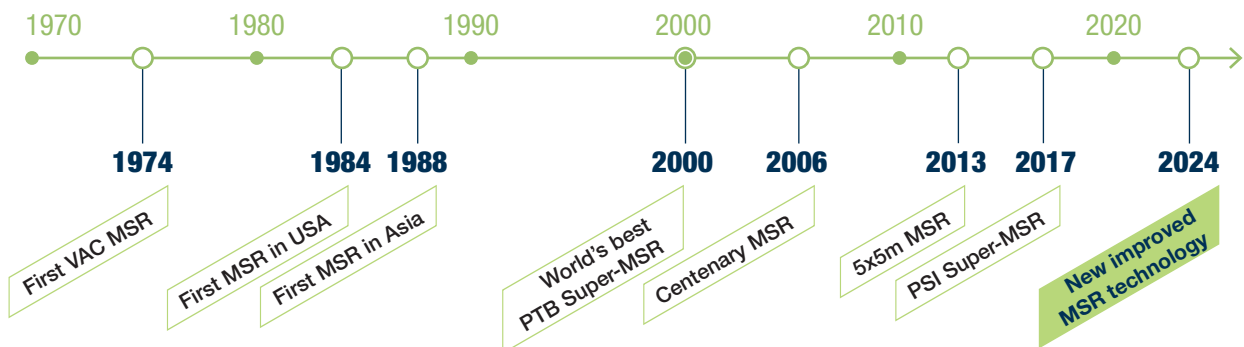 1970
1980
1990
2000
2010
2020
1974
1984
1988
2000
2006
2013
2017
2024
First VAC MSR
First MSR in USA
First MSR in Asia
World's best
PTB Super-MSR
Centenary MSR
5x5m MSR
PSI Super-MSR
New improved
MSR technology